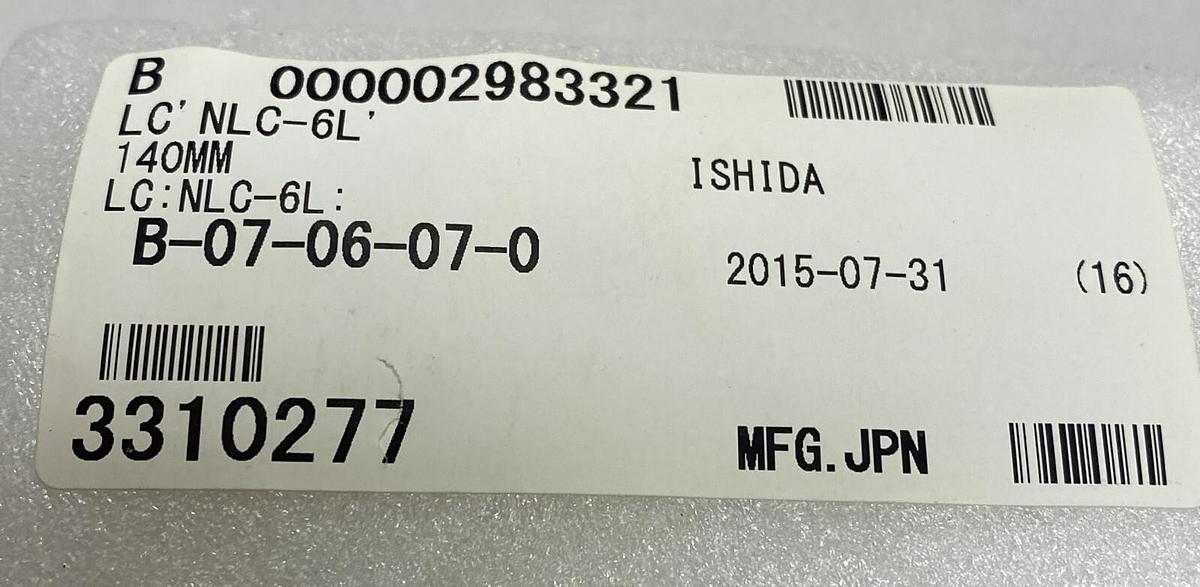 B 000002983321
LC' NLC-6L'
140MM
ISHIDA
LC:NLC-6L:
B-07-06-07-0
2015-07-31 (16)
3310277
MFG.JPN